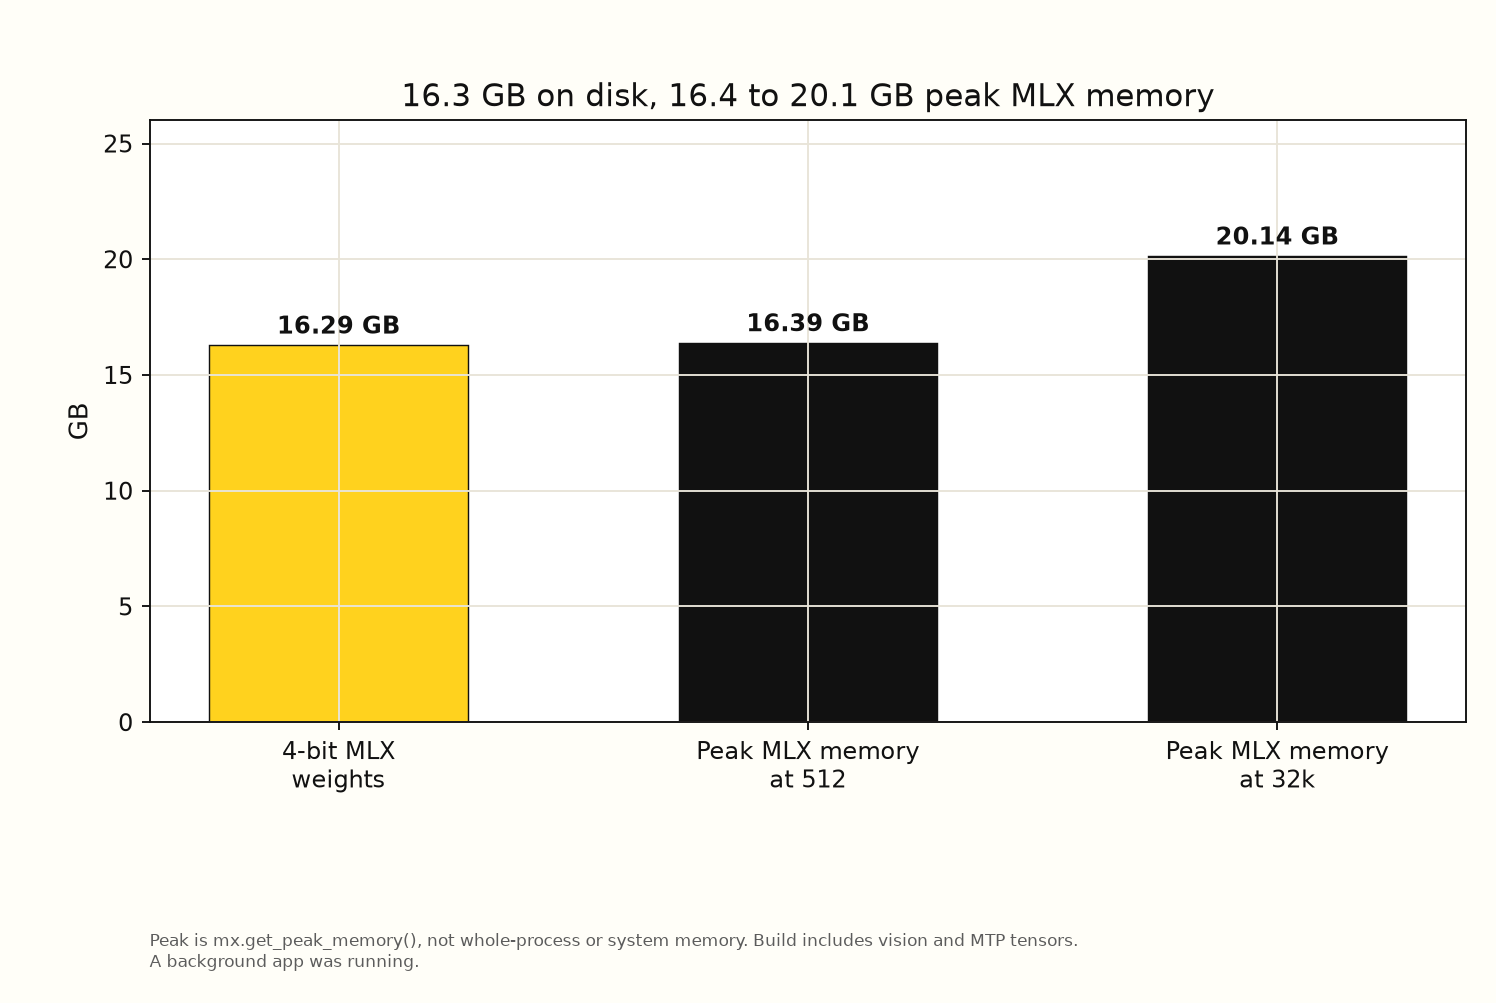 16.3 GB on disk, 16.4 to 20.1 GB peak MLX memory
25
20
15
10
5
0
GB
16.29 GB
16.39 GB
20.14 GB
4-bit MLX
weights
Peak MLX memory
at 512
Peak MLX memory
at 32k
Peak is mx.get_peak_memory(), not whole-process or system memory. Build includes vision and MTP tensors.
A background app was running.